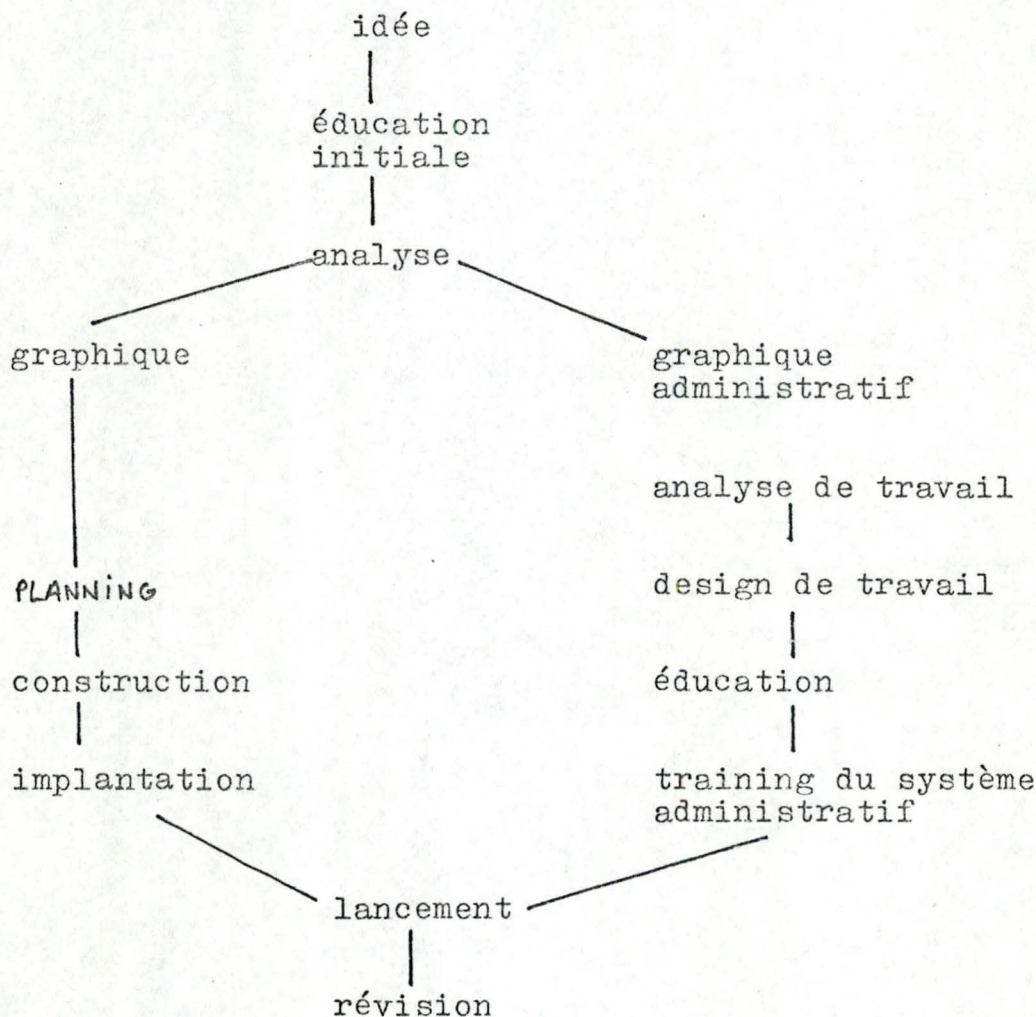 idée
éducation
initiale
analyse
graphique
graphique
administratif
analyse de travail
PLANNING
design de travail
construction
éducation
implantation
training du système
administratif
lancement
révision